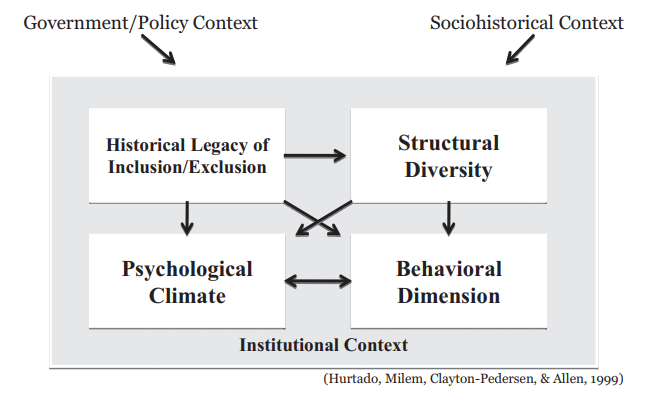 Government/Policy Context
Sociohistorical Context
Historical Legacy of
Inclusion/Exclusion
Structural
Diversity
Psychological
Climate
Behavioral
Dimension
Institutional Context
(Hurtado, Milem, Clayton-Pedersen, & Allen, 1999)